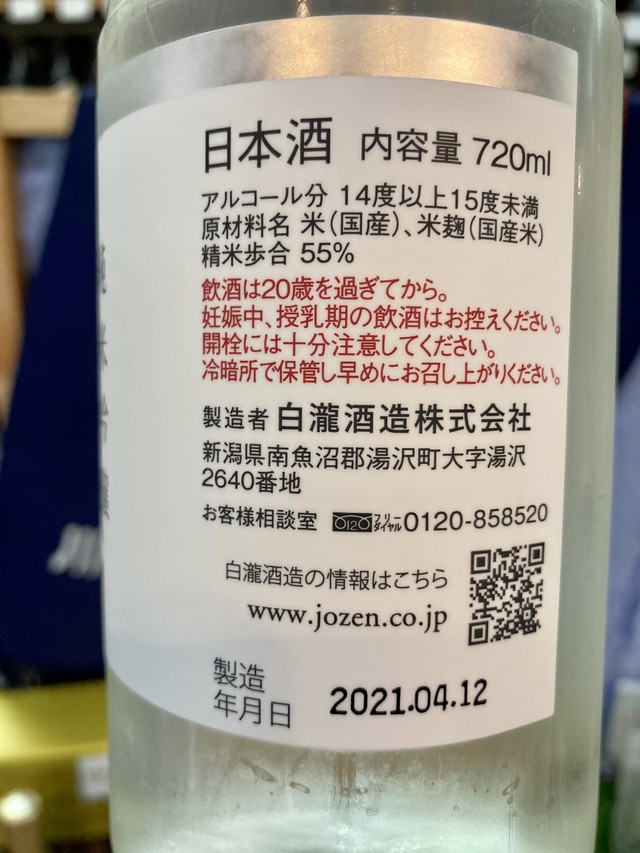 日本酒 内容量 720ml
アルコール分 14度以上15度未満
原材料名 米(国産)、米麹(国産米)
精米歩合 55%
飲酒は20歳を過ぎてから。
妊娠中、授乳期の飲酒はお控えください。
開栓には十分注意してください。
冷暗所で保管し早めにお召し上がりください。
製造者 白瀧酒造株式会社
新潟県南魚沼郡湯沢町大字湯沢
2640番地
お客様相談室 フリーダイヤル 0120-858520
白瀧酒造の情報はこちら
www.jozen.co.jp
製造
年月日 2021.04.12
純米吟醸